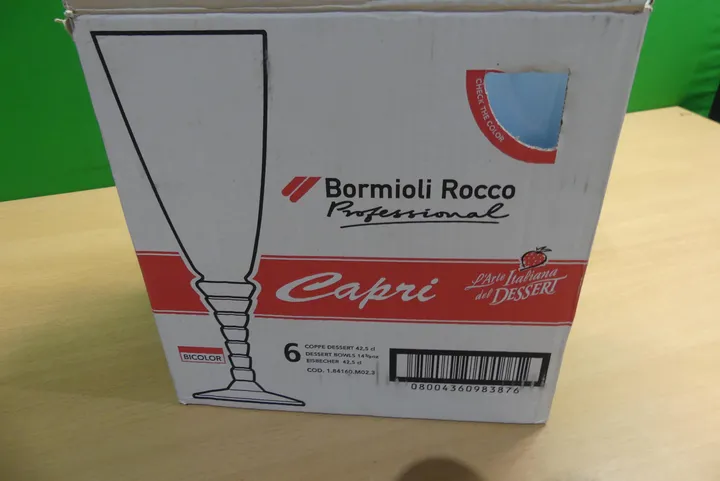 CHECK THE COLOR
Bormioli Rocco
Professional
Capri
L'Arte Italiana
del DESSERT
BICOLOR
6
COPPE DESSERT 42,5 cl
DESSERT BOWLS 14⅜oz
EISBECHER 42,5 cl
COD. 1.84160.M02.3
08004360983876